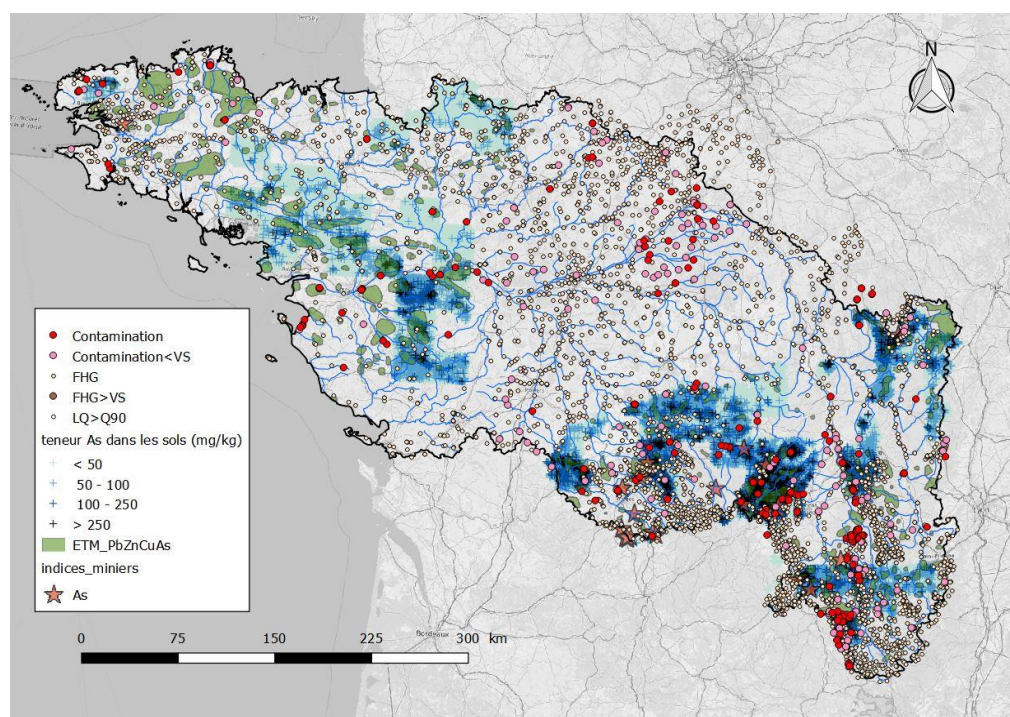 N
Contamination
Contamination<VS
FHG
FHG>VS
LQ>Q90
teneur As dans les sols (mg/kg)
< 50
50 - 100
100 - 250
> 250
ETM_PbZnCuAs
indices_miniers
As
0 75 150 225 300 km
Bordeaux